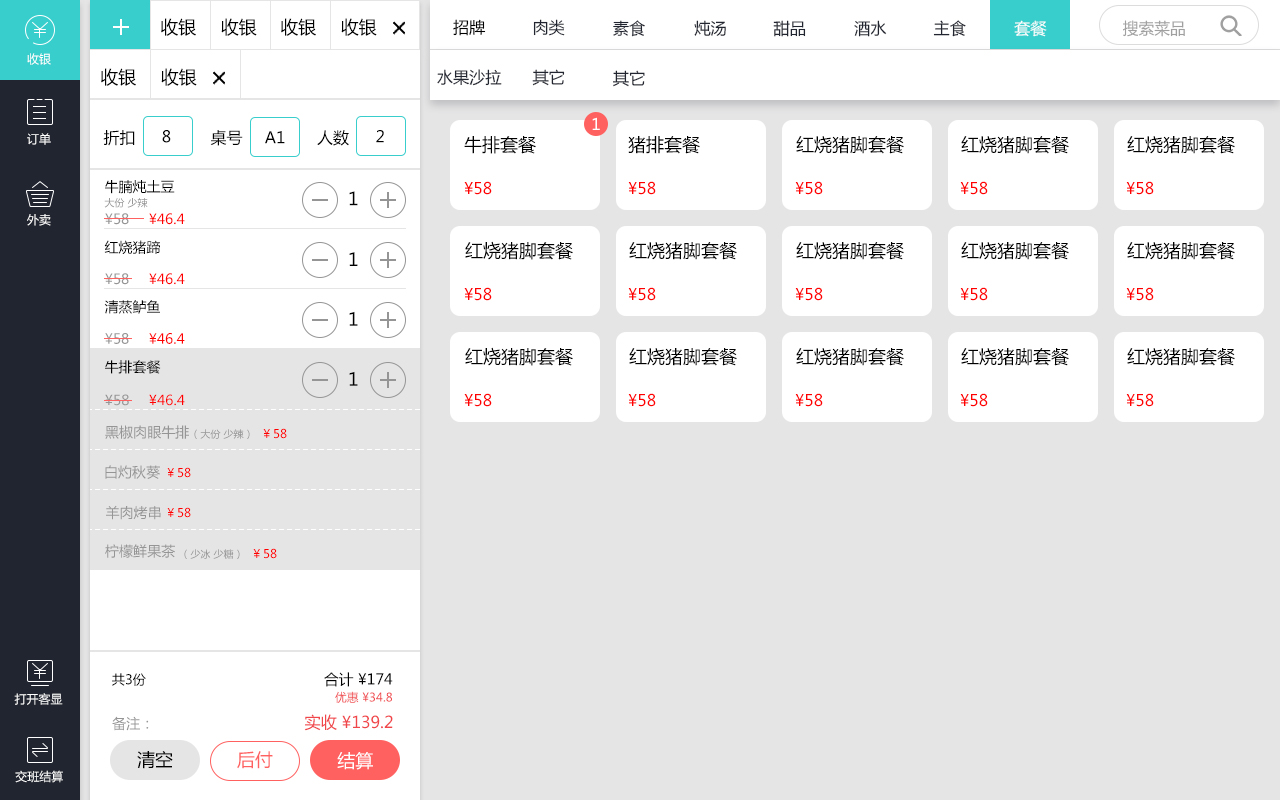 收银
订单
外卖
打开客显
交班结算
收银 收银 收银 收银
收银 收银
折扣 8 桌号 A1 人数 2
牛腩炖土豆
大份 少辣
¥58 ¥46.4
1
红烧猪蹄
¥58 ¥46.4
1
清蒸鲈鱼
¥58 ¥46.4
1
牛排套餐
¥58 ¥46.4
1
黑椒肉眼牛排 ( 大份 少辣 ) ¥ 58
白灼秋葵 ¥ 58
羊肉烤串 ¥ 58
柠檬鲜果茶 ( 少冰 少糖 ) ¥ 58
共3份 合计 ¥174
优惠 ¥34.8
备注： 实收 ¥139.2
清空 后付 结算
招牌 肉类 素食 炖汤 甜品 酒水 主食 套餐 搜索菜品
水果沙拉 其它 其它
1
牛排套餐 猪排套餐 红烧猪脚套餐 红烧猪脚套餐 红烧猪脚套餐
¥58 ¥58 ¥58 ¥58 ¥58
红烧猪脚套餐 红烧猪脚套餐 红烧猪脚套餐 红烧猪脚套餐 红烧猪脚套餐
¥58 ¥58 ¥58 ¥58 ¥58
红烧猪脚套餐 红烧猪脚套餐 红烧猪脚套餐 红烧猪脚套餐 红烧猪脚套餐
¥58 ¥58 ¥58 ¥58 ¥58